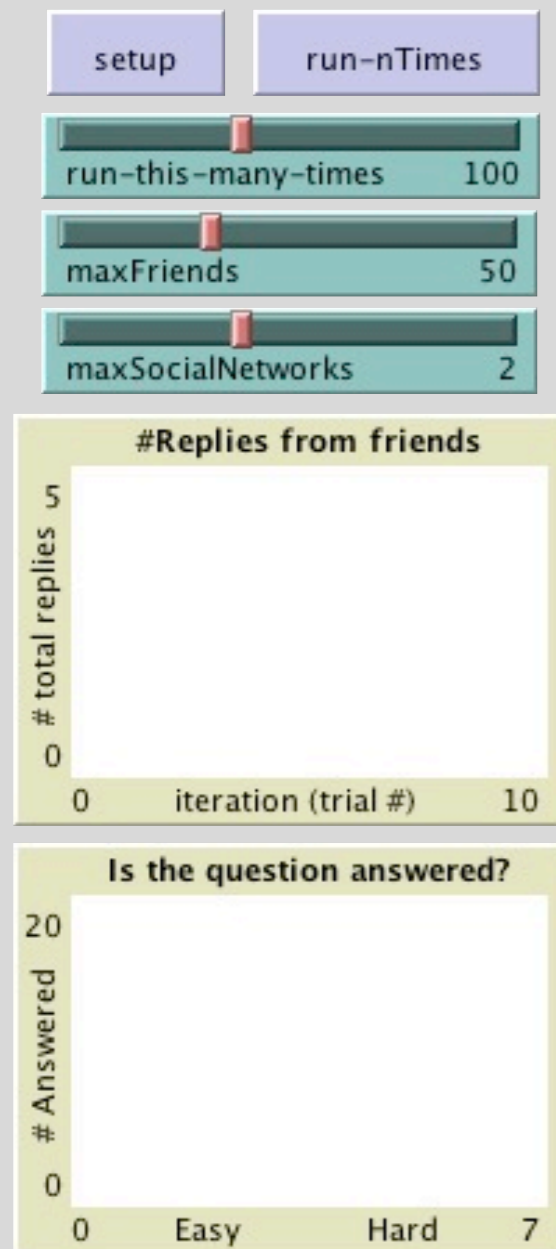 setup run-nTimes
run-this-many-times 100
maxFriends 50
maxSocialNetworks 2
#Replies from friends
5
# total replies
0
0 iteration (trial #) 10
Is the question answered?
20
# Answered
0
0 Easy Hard 7